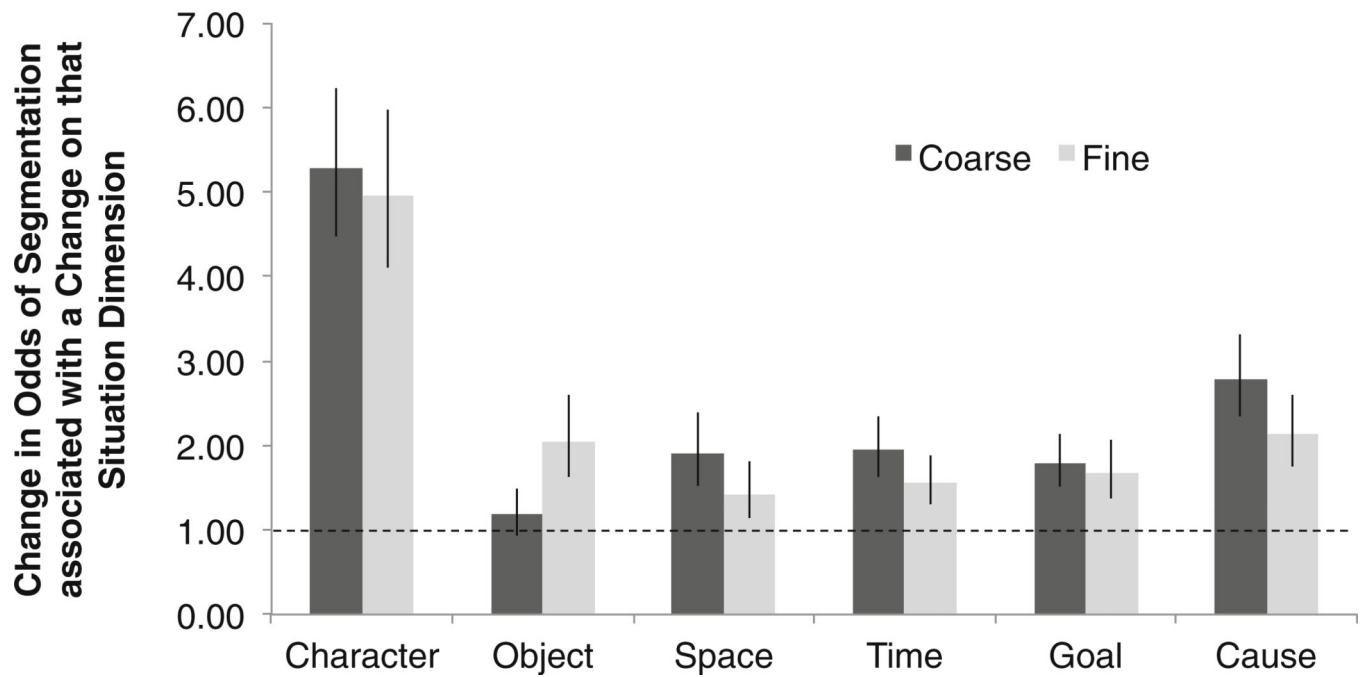 Change in Odds of Segmentation
associated with a Change on that
Situation Dimension
7.00
6.00
5.00
4.00
3.00
2.00
1.00
0.00
Coarse Fine
Character Object Space Time Goal Cause